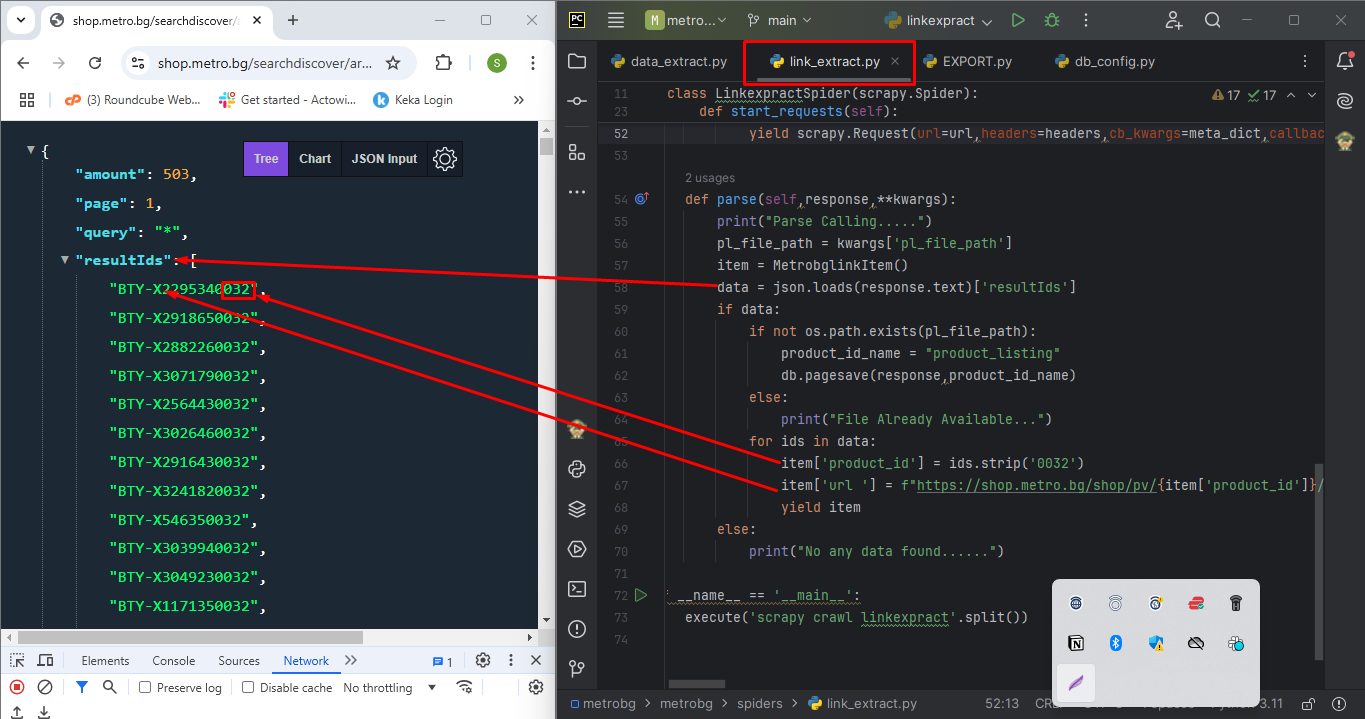 shop.metro.bg/searchdiscover/a
shop.metro.bg/searchdiscover/ar...
S
(3) Roundcube Web...
Get started - Actowi...
Keka Login
{
Tree
Chart
JSON Input
"amount": 503,
"page": 1,
"query": "*",
"resultIds": [
"BTY-X2295340032",
"BTY-X2918650032",
"BTY-X2882260032",
"BTY-X3071790032",
"BTY-X2564430032",
"BTY-X3026460032",
"BTY-X2916430032",
"BTY-X3241820032",
"BTY-X546350032",
"BTY-X3039940032",
"BTY-X3049230032",
"BTY-X1171350032",
Elements
Console
Sources
Network
1
Preserve log
Disable cache
No throttling
PC
M
metro...
main
linkexpract
data_extract.py
link_extract.py
EXPORT.py
db_config.py
17
17
11 class LinkexpractSpider(scrapy.Spider):
23 def start_requests(self):
52 yield scrapy.Request(url=url,headers=headers,cb_kwargs=meta_dict,callbac
53
2 usages
54 def parse(self,response,**kwargs):
55 print("Parse Calling.....")
56 pl_file_path = kwargs['pl_file_path']
57 item = MetrobglinkItem()
58 data = json.loads(response.text)['resultIds']
59 if data:
60 if not os.path.exists(pl_file_path):
61 product_id_name = "product_listing"
62 db.pagesave(response,product_id_name)
63 else:
64 print("File Already Available...")
65 for ids in data:
66 item['product_id'] = ids.strip('0032')
67 item['url '] = f"https://shop.metro.bg/shop/pv/{item['product_id']}/
68 yield item
69 else:
70 print("No any data found......")
71
72 __name__ == '__main__':
73 execute('scrapy crawl linkexpract'.split())
74
metrobg
metrobg
spiders
link_extract.py
52:13
3.11